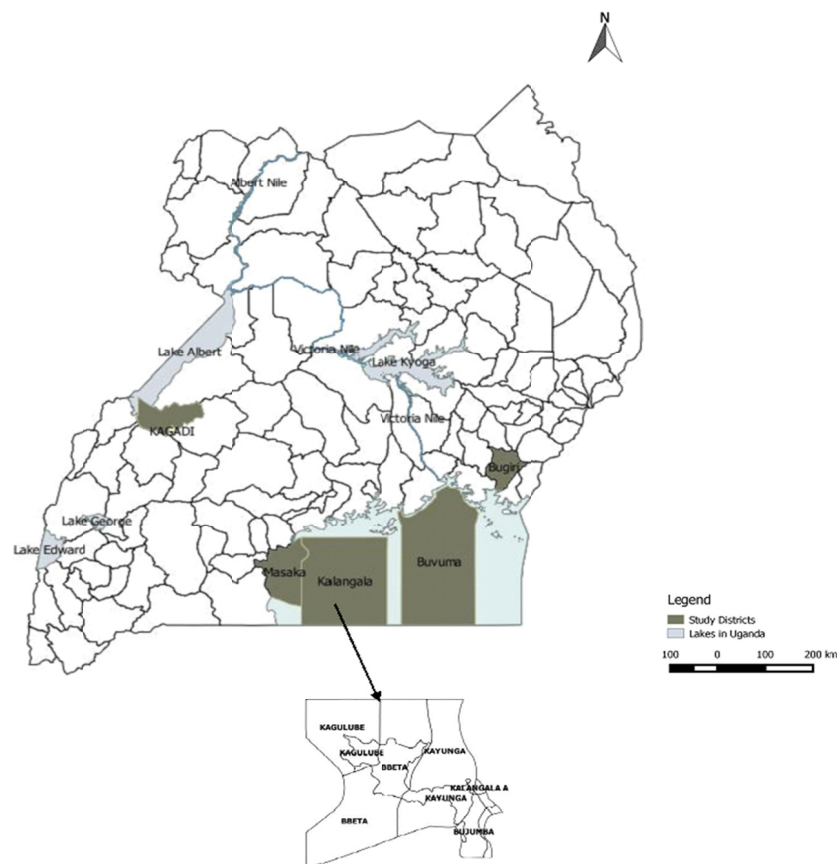 N
Albert Nile
Lake Albert
Victoria Nile
Lake Kyoga
KAGADI
Victoria Nile
Bugiri
Lake George
Lake Edward
Masaka
Kalangala
Buvuma
Legend
Study Districts
Lakes in Uganda
100 0 100 200 km
KAGULUBE
KAGULUBE
KAYUNGA
BBETA
KALANGALA A
KAYUNGA
BBETA
BUJUMBA